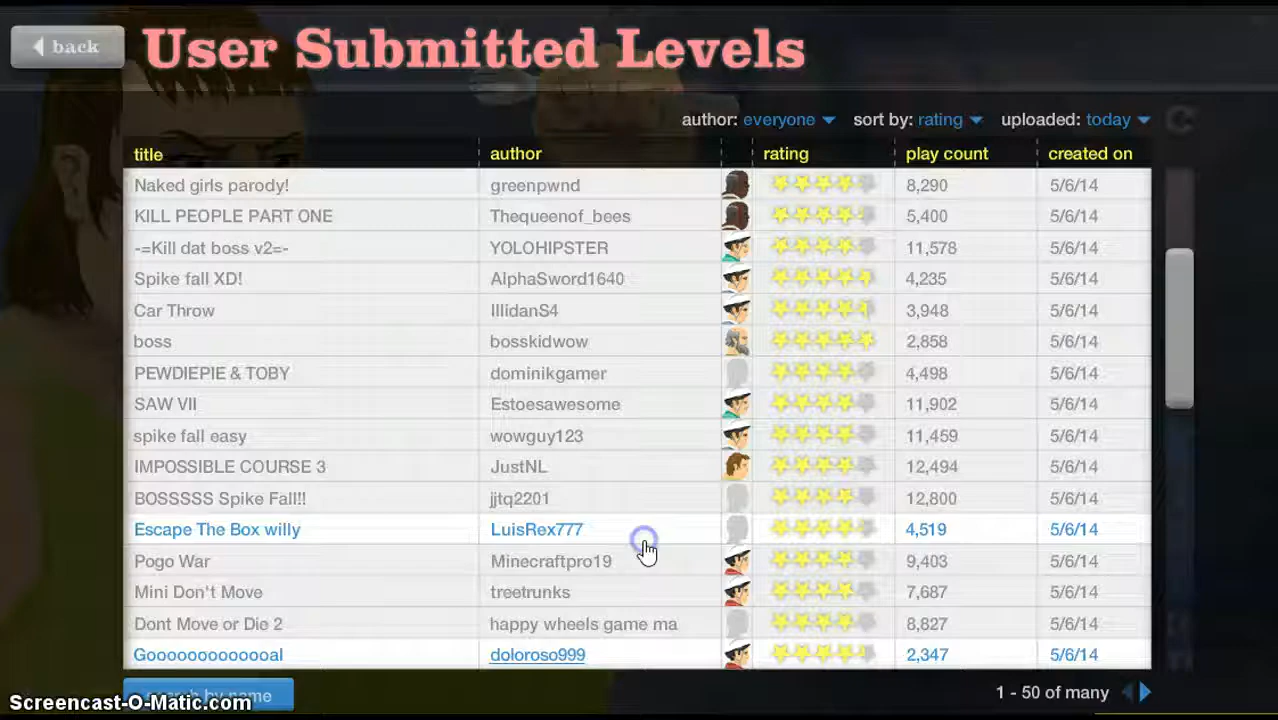 back
User Submitted Levels
author: everyone sort by: rating uploaded: today
title author rating play count created on
Naked girls parody! greenpwnd 8,290 5/6/14
KILL PEOPLE PART ONE Thequeenof_bees 5,400 5/6/14
-=Kill dat boss v2=- YOLOHIPSTER 11,578 5/6/14
Spike fall XD! AlphaSword1640 4,235 5/6/14
Car Throw IllidanS4 3,948 5/6/14
boss bosskidwow 2,858 5/6/14
PEWDIEPIE & TOBY dominikgamer 4,498 5/6/14
SAW VII Estoesawesome 11,902 5/6/14
spike fall easy wowguy123 11,459 5/6/14
IMPOSSIBLE COURSE 3 JustNL 12,494 5/6/14
BOSSSSS Spike Fall!! jjtq2201 12,800 5/6/14
Escape The Box willy LuisRex777 4,519 5/6/14
Pogo War Minecraftpro19 9,403 5/6/14
Mini Don't Move treetrunks 7,687 5/6/14
Dont Move or Die 2 happy wheels game ma 8,827 5/6/14
Gooooooooooooal doloroso999 2,347 5/6/14
search by name 1 - 50 of many
Screencast-O-Matic.com